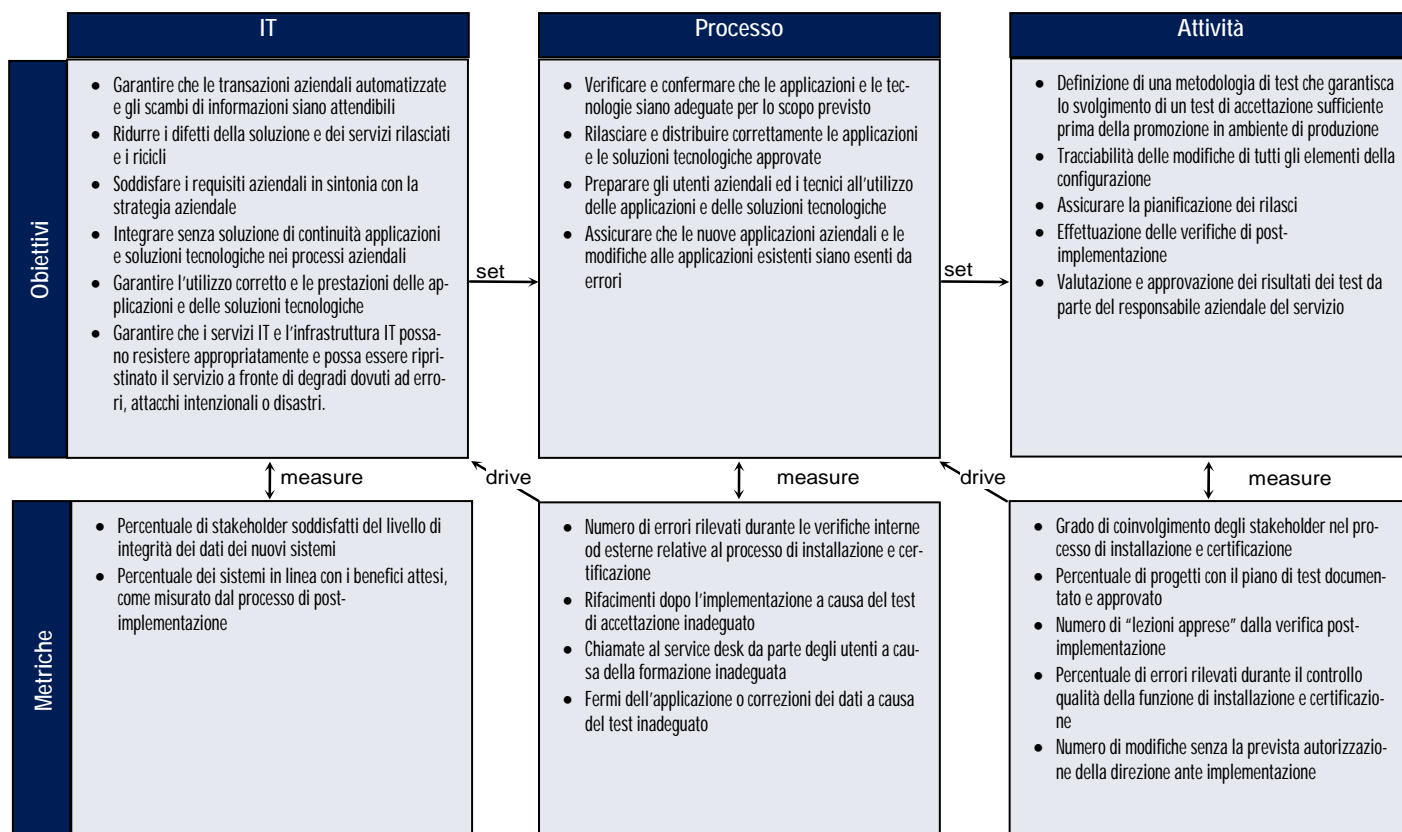 IT
Processo
Attività
Obiettivi
• Garantire che le transazioni aziendali automatizzate
e gli scambi di informazioni siano attendibili
• Ridurre i difetti della soluzione e dei servizi rilasciati
e i ricicli
• Soddisfare i requisiti aziendali in sintonia con la
strategia aziendale
• Integrare senza soluzione di continuità applicazioni
e soluzioni tecnologiche nei processi aziendali
• Garantire l'utilizzo corretto e le prestazioni delle ap-
plicazioni e delle soluzioni tecnologiche
• Garantire che i servizi IT e l'infrastruttura IT possa-
no resistere appropriatamente e possa essere ripri-
stinato il servizio a fronte di degradi dovuti ad erro-
ri, attacchi intenzionali o disastri.
set
• Verificare e confermare che le applicazioni e le tec-
nologie siano adeguate per lo scopo previsto
• Rilasciare e distribuire correttamente le applicazioni
e le soluzioni tecnologiche approvate
• Preparare gli utenti aziendali ed i tecnici all'utilizzo
delle applicazioni e delle soluzioni tecnologiche
• Assicurare che le nuove applicazioni aziendali e le
modifiche alle applicazioni esistenti siano esenti da
errori
set
• Definizione di una metodologia di test che garantisca
lo svolgimento di un test di accettazione sufficiente
prima della promozione in ambiente di produzione
• Tracciabilità delle modifiche di tutti gli elementi della
configurazione
• Assicurare la pianificazione dei rilasci
• Effettuazione delle verifiche di post-
implementazione
• Valutazione e approvazione dei risultati dei test da
parte del responsabile aziendale del servizio
measure
drive
measure
drive
measure
Metriche
• Percentuale di stakeholder soddisfatti del livello di
integrità dei dati dei nuovi sistemi
• Percentuale dei sistemi in linea con i benefici attesi,
come misurato dal processo di post-
implementazione
• Numero di errori rilevati durante le verifiche interne
od esterne relative al processo di installazione e cer-
tificazione
• Rifacimenti dopo l'implementazione a causa del test
di accettazione inadeguato
• Chiamate al service desk da parte degli utenti a cau-
sa della formazione inadeguata
• Fermi dell'applicazione o correzioni dei dati a causa
del test inadeguato
• Grado di coinvolgimento degli stakeholder nel pro-
cesso di installazione e certificazione
• Percentuale di progetti con il piano di test documen-
tato e approvato
• Numero di "lezioni apprese" dalla verifica post-
implementazione
• Percentuale di errori rilevati durante il controllo
qualità della funzione di installazione e certificazio-
ne
• Numero di modifiche senza la prevista autorizzazio-
ne della direzione ante implementazione